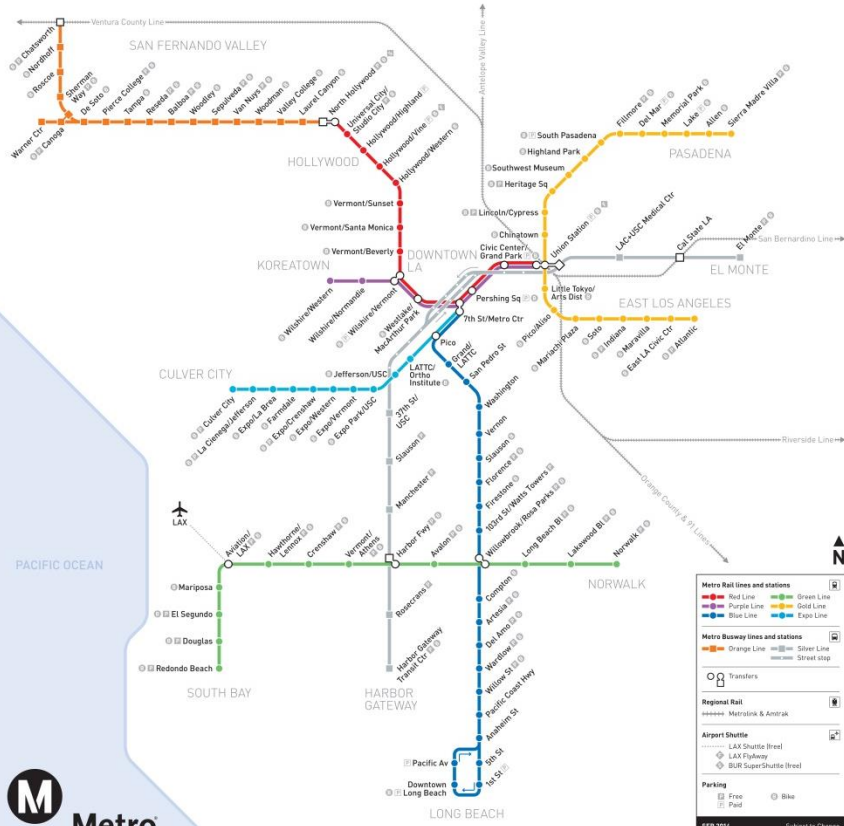 Ventura County Line
Antelope Valley Line
SAN FERNANDO VALLEY
Chatsworth
Nordhoff
Roscoe
Sherman
Way
Warner Ctr
Canoga
De Soto
Pierce College
Tampa
Reseda
Balboa
Woodley
Sepulveda
Van Nuys
Woodman
Valley College
Laurel Canyon
North Hollywood
Universal City/
Studio City
Hollywood/Highland
Hollywood/Vine
Hollywood/Western
HOLLYWOOD
Vermont/Sunset
Vermont/Santa Monica
Vermont/Beverly
KOREATOWN
Wilshire/Western
Wilshire/Normandie
Wilshire/Vermont
Westlake/
MacArthur Park
DOWNTOWN
LA
Civic Center/
Grand Park
Pershing Sq
7th St/Metro Ctr
Union Station
Fillmore
Del Mar
Memorial Park
Lake
Allen
Sierra Madre Villa
PASADENA
South Pasadena
Highland Park
Southwest Museum
Heritage Sq
Lincoln/Cypress
Chinatown
LAC+USC Medical Ctr
Cal State LA
El Monte
San Bernardino Line
EL MONTE
Little Tokyo/
Arts Dist
EAST LOS ANGELES
Pico/Aliso
Mariachi Plaza
Soto
Indiana
Maravilla
East LA Civic Ctr
Atlantic
Pico
Grand/
LATTC
San Pedro St
LATTC/
Ortho
Institute
Jefferson/USC
CULVER CITY
Culver City
La Cienega/Jefferson
Expo/La Brea
Farmdale
Expo/Crenshaw
Expo/Western
Expo/Vermont
Expo Park/USC
37th St/
USC
Slauson
Manchester
Washington
Vernon
Slauson
Florence
Firestone
103rd St/Watts Towers
Willowbrook/Rosa Parks
Riverside Line
Orange County & 91 Lines
LAX
PACIFIC OCEAN
Aviation/
LAX
Hawthorne/
Lennox
Crenshaw
Vermont/
Athens
Harbor Fwy
Avalon
Long Beach Bl
Lakewood Bl
Norwalk
NORWALK
Mariposa
El Segundo
Douglas
Redondo Beach
SOUTH BAY
Rosecrans
Harbor Gateway
Transit Ctr
HARBOR
GATEWAY
Compton
Artesia
Del Amo
Wardlow
Willow St
Pacific Coast Hwy
Anaheim St
5th St
1st St
Pacific Av
Downtown
Long Beach
LONG BEACH
N
Metro Rail lines and stations
Red Line
Purple Line
Blue Line
Green Line
Gold Line
Expo Line
Metro Busway lines and stations
Orange Line
Silver Line
Street stop
Transfers
Regional Rail
Metrolink & Amtrak
Airport Shuttle
LAX Shuttle (free)
LAX FlyAway
BUR SuperShuttle (free)
Parking
P Free
P Paid
Bike
Subject to Change
M
Metro